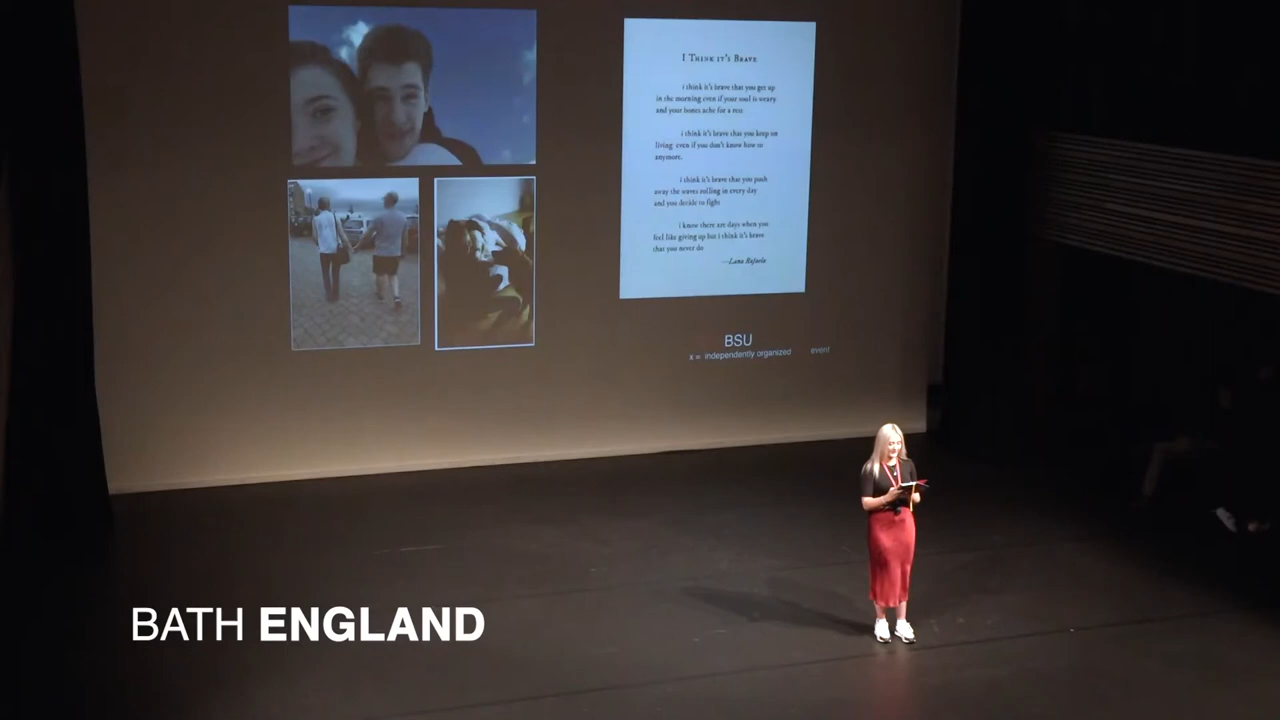 I Think it's Brave
i think it's brave that you get up
in the morning even if your soul is weary
and your bones ache for a rest
i think it's brave that you keep on
living even if you don't know how to
anymore.
i think it's brave that you push
away the waves rolling in every day
and you decide to fight
i know there are days when you
feel like giving up but i think it's brave
that you never do
—Lana Rafaela
BSU
x = independently organized event
BATH ENGLAND